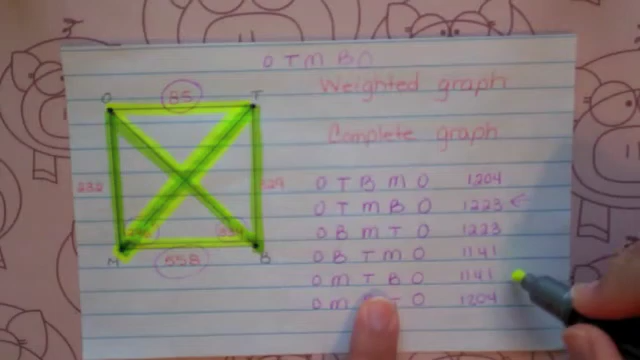 O T M B O
Weighted graph
Complete graph
O T
85
232
M B
558
O T B M O 1204
O T M B O 1223 ←
O B M T O 1223
O B T M O 1141
O M T B O 1141
O M T O 1204